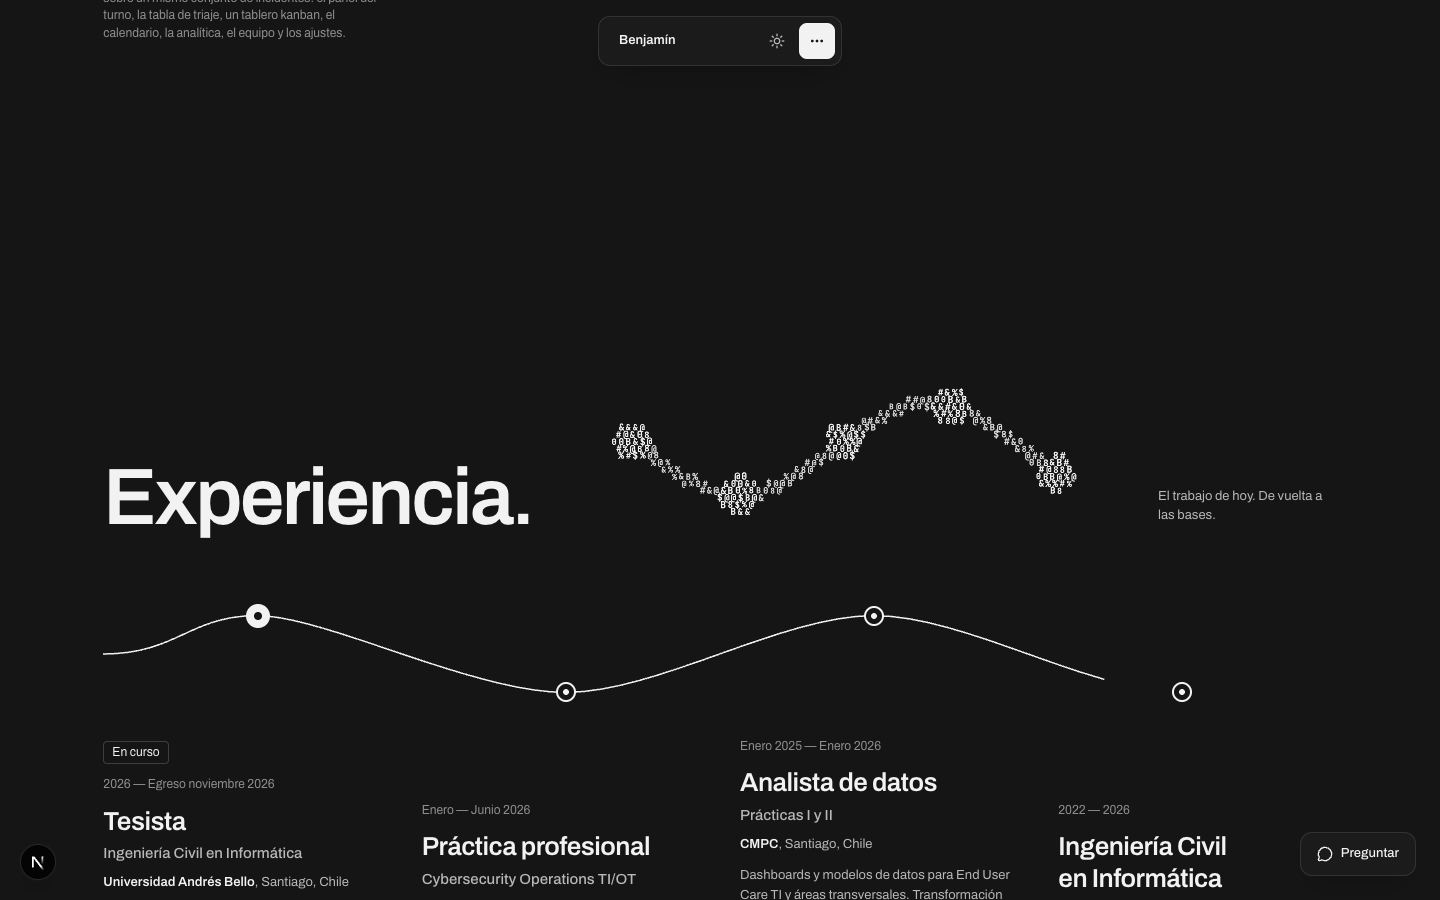 turno, la tabla de triaje, un tablero kanban, el
calendario, la analítica, el equipo y los ajustes.
Benjamín
Experiencia.
El trabajo de hoy. De vuelta a
las bases.
En curso
2026 — Egreso noviembre 2026
Tesista
Ingeniería Civil en Informática
Universidad Andrés Bello, Santiago, Chile
Enero — Junio 2026
Práctica profesional
Cybersecurity Operations TI/OT
Enero 2025 — Enero 2026
Analista de datos
Prácticas I y II
CMPC, Santiago, Chile
Dashboards y modelos de datos para End User
Care TI y áreas transversales. Transformación
2022 — 2026
Ingeniería Civil
en Informática
N
Preguntar